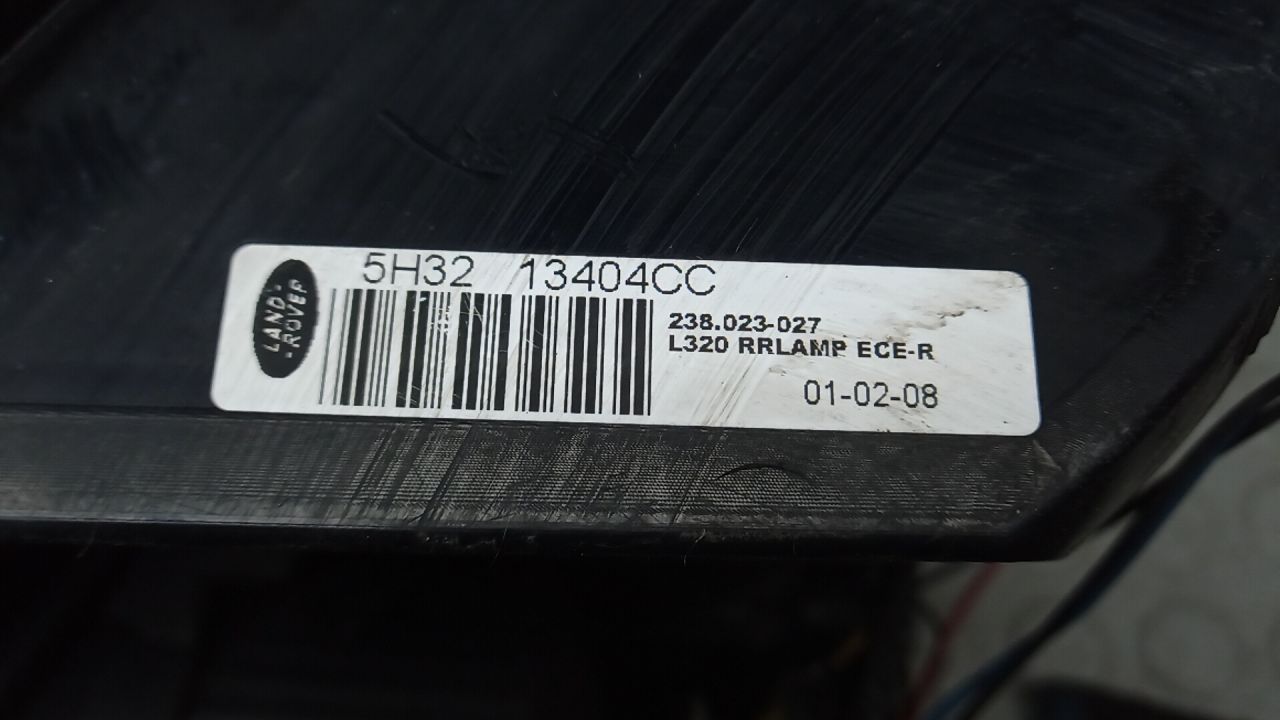 LAND-
-ROVER
5H32 13404CC
238.023-027
L320 RRLAMP ECE-R
01-02-08